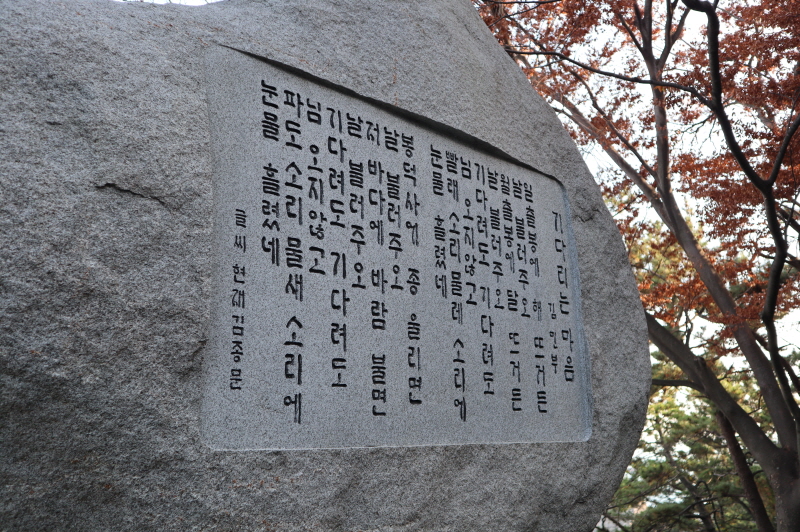 기다리는 마음
김민부
일출봉에 해 뜨거든
날 불러주오
월출봉에 달 뜨거든
날 불러주오
기다려도 기다려도
님 오지않고
빨래 소리 물레 소리에
눈물 흘렸네
봉덕사에 종 울리면
날 불러주오
저 바다에 바람 불면
날 불러주오
기다려도 기다려도
님 오지않고
파도 소리 물새 소리에
눈물 흘렸네
글씨 현재 김종문